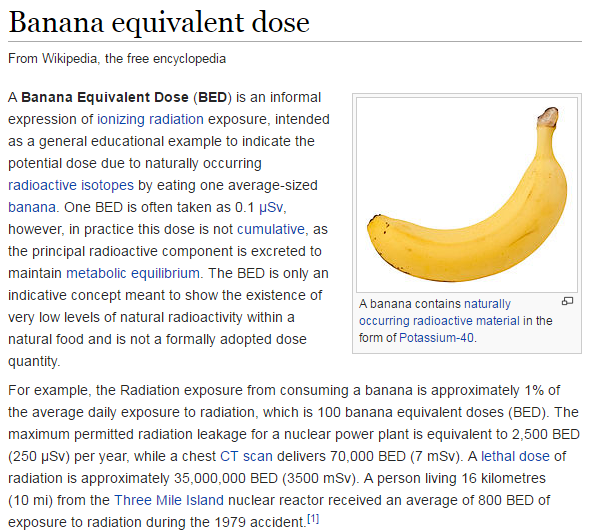 Banana equivalent dose
From Wikipedia, the free encyclopedia
A Banana Equivalent Dose (BED) is an informal
expression of ionizing radiation exposure, intended
as a general educational example to indicate the
potential dose due to naturally occurring
radioactive isotopes by eating one average-sized
banana. One BED is often taken as 0.1 µSv,
however, in practice this dose is not cumulative, as
the principal radioactive component is excreted to
maintain metabolic equilibrium. The BED is only an
indicative concept meant to show the existence of
very low levels of natural radioactivity within a
natural food and is not a formally adopted dose
quantity.
A banana contains naturally
occurring radioactive material in the
form of Potassium-40.
For example, the Radiation exposure from consuming a banana is approximately 1% of
the average daily exposure to radiation, which is 100 banana equivalent doses (BED). The
maximum permitted radiation leakage for a nuclear power plant is equivalent to 2,500 BED
(250 µSv) per year, while a chest CT scan delivers 70,000 BED (7 mSv). A lethal dose of
radiation is approximately 35,000,000 BED (3500 mSv). A person living 16 kilometres
(10 mi) from the Three Mile Island nuclear reactor received an average of 800 BED of
exposure to radiation during the 1979 accident.[1]